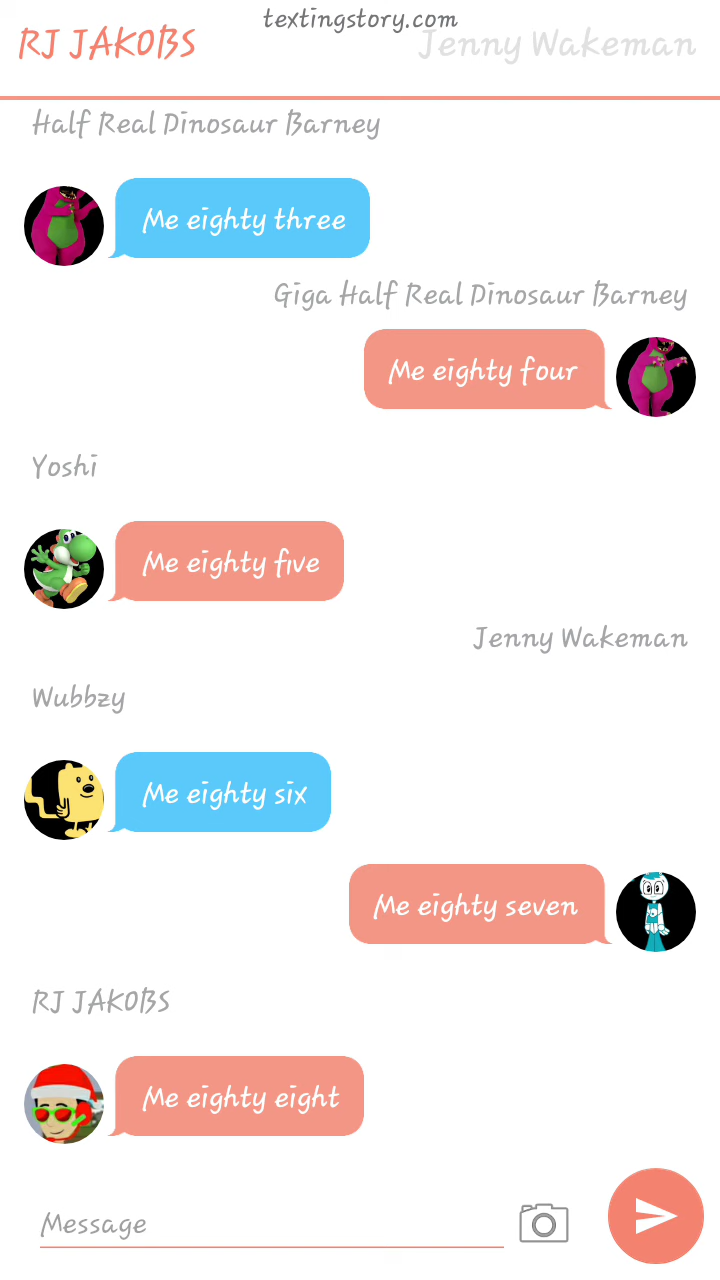 textingstory.com
RJ JAKOBS
Jenny Wakeman
Half Real Dinosaur Barney
Me eighty three
Giga Half Real Dinosaur Barney
Me eighty four
Yoshi
Me eighty five
Jenny Wakeman
Wubbzy
Me eighty six
Me eighty seven
RJ JAKOBS
Me eighty eight
Message